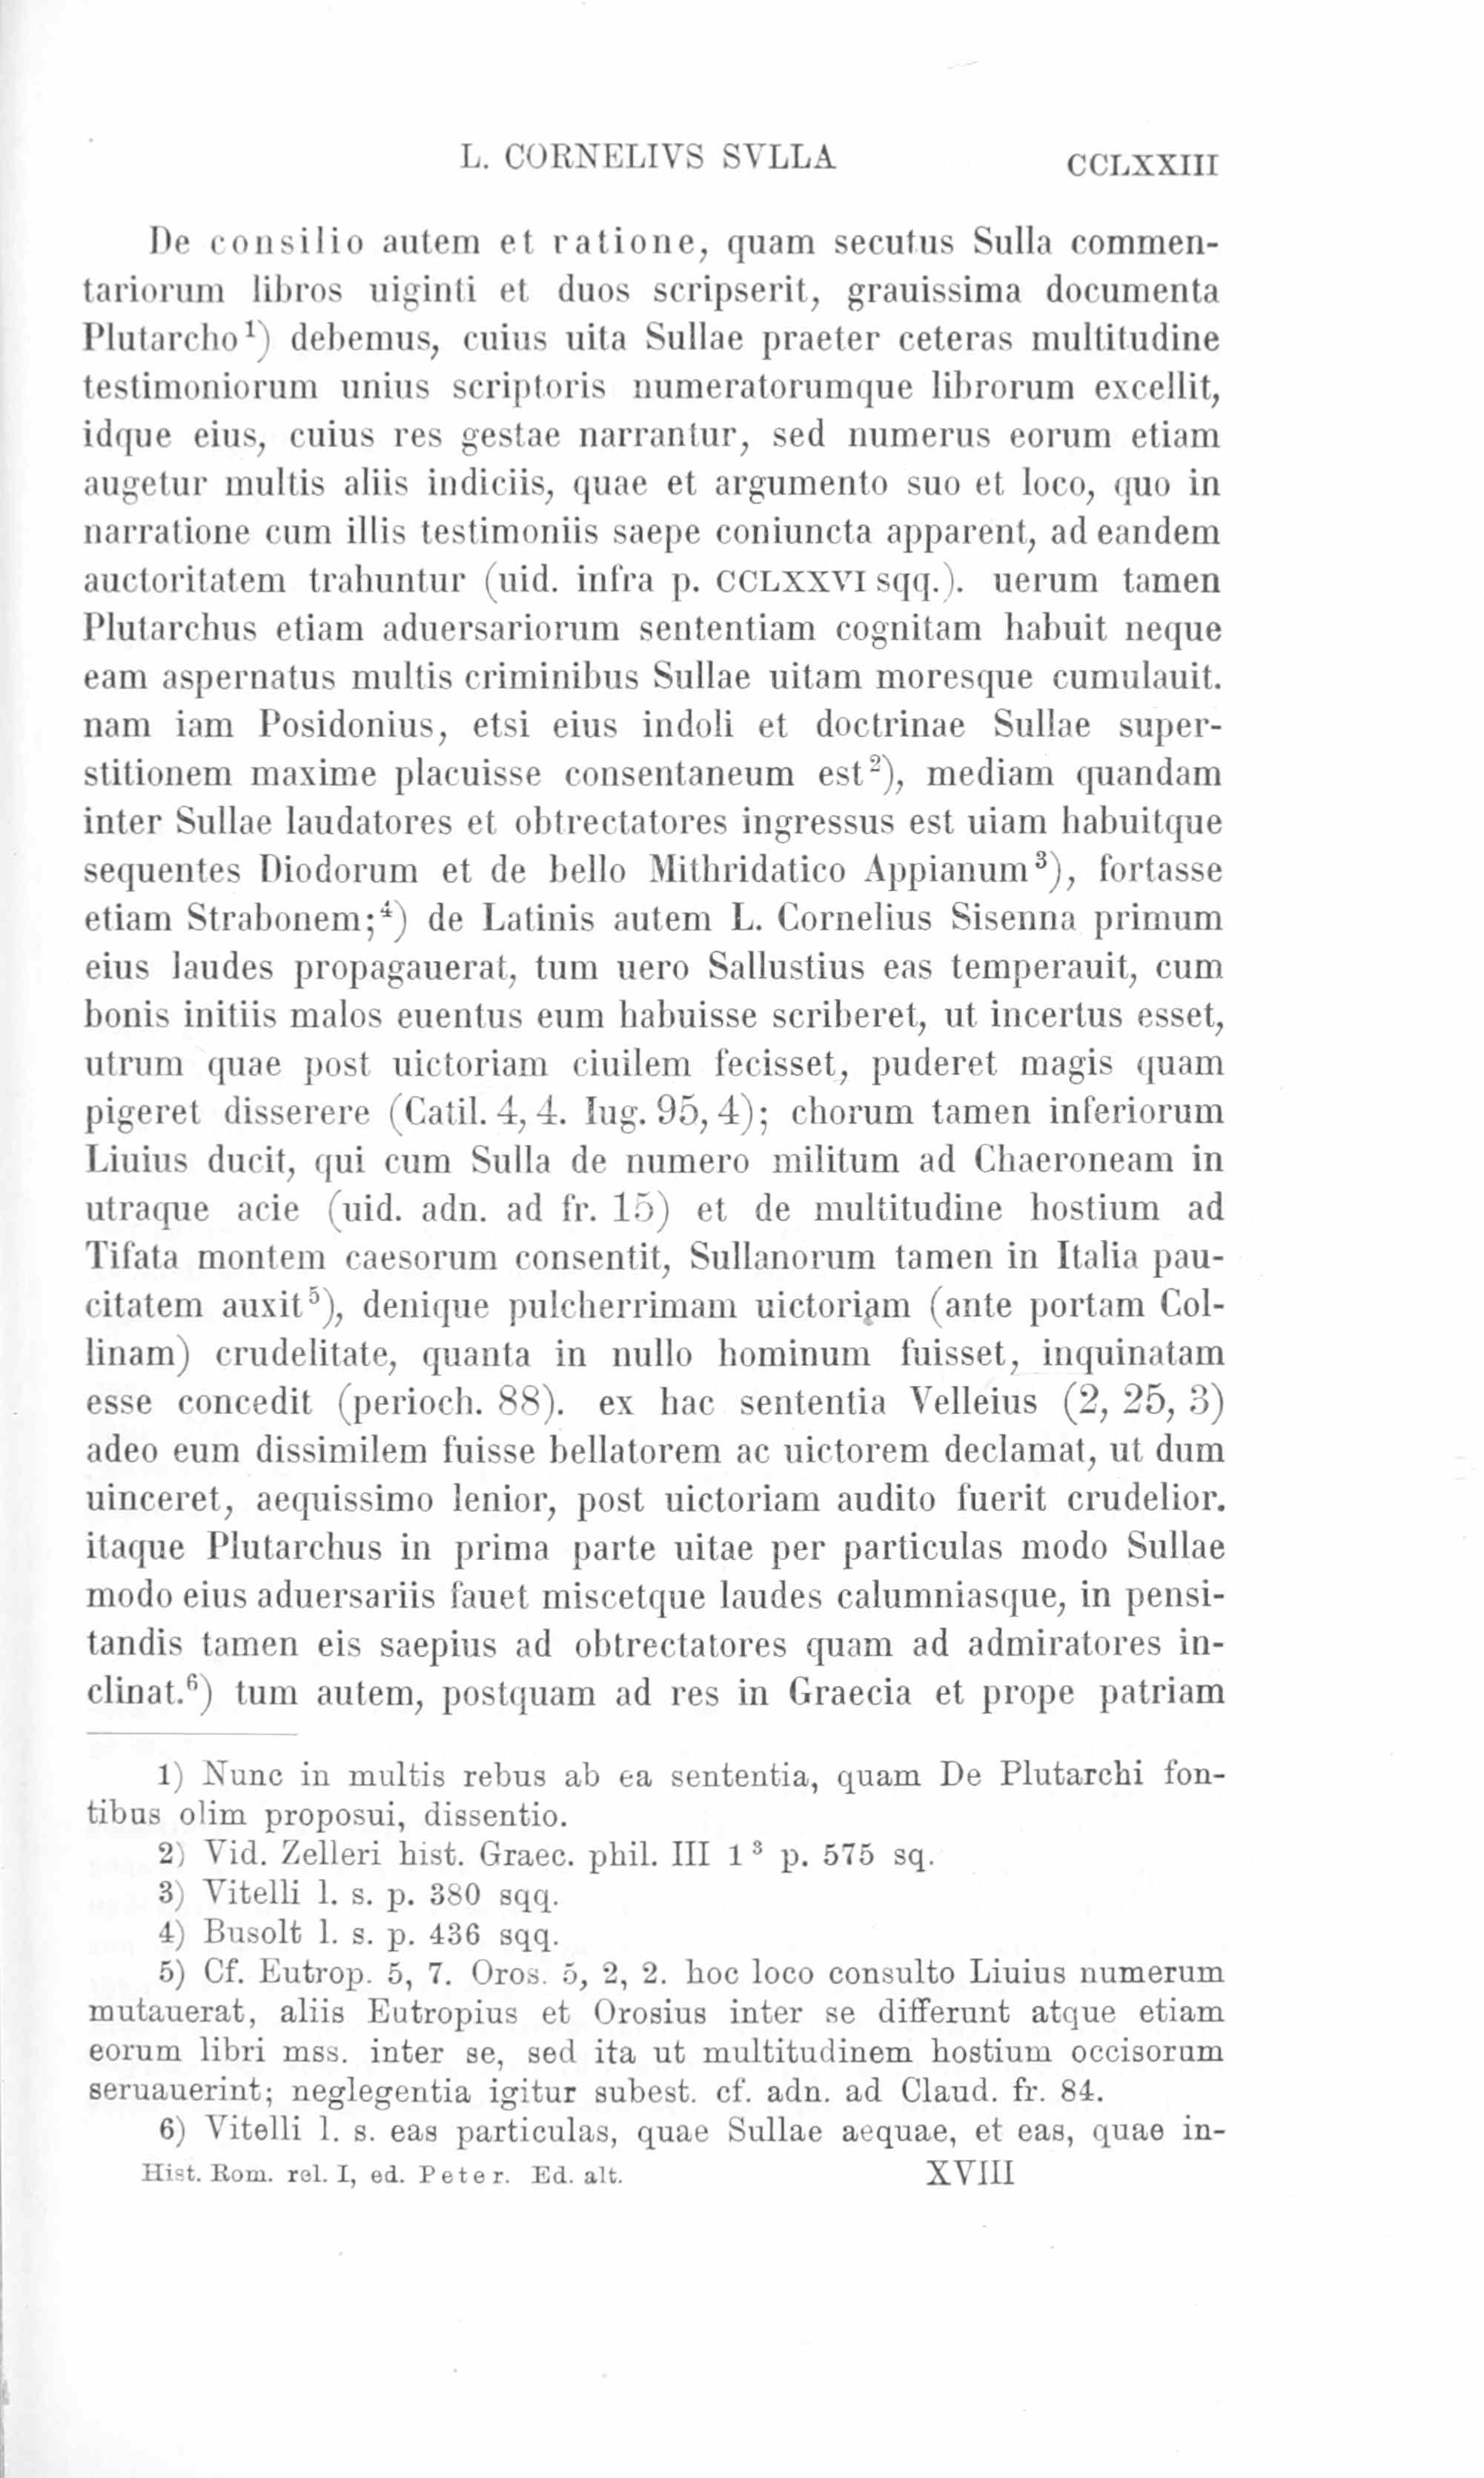 L. CORNELIVS SVLLA CCLXXIII
De consilio autem et ratione, quam secutus Sulla commen-
tariorum libros uiginti et duos scripserit, grauissima documenta
Plutarcho¹) debemus, cuius uita Sullae praeter ceteras multitudine
testimoniorum unius scriptoris numeratorumque librorum excellit,
idque eius, cuius res gestae narrantur, sed numerus eorum etiam
augetur multis aliis indiciis, quae et argumento suo et loco, quo in
narratione cum illis testimoniis saepe coniuncta apparent, ad eandem
auctoritatem trahuntur (uid. infra p. CCLXXVI sqq.). uerum tamen
Plutarchus etiam aduersariorum sententiam cognitam habuit neque
eam aspernatus multis criminibus Sullae uitam moresque cumulauit.
nam iam Posidonius, etsi eius indoli et doctrinae Sullae super-
stitionem maxime placuisse consentaneum est²), mediam quandam
inter Sullae laudatores et obtrectatores ingressus est uiam habuitque
sequentes Diodorum et de bello Mithridatico Appianum³), fortasse
etiam Strabonem;⁴) de Latinis autem L. Cornelius Sisenna primum
eius laudes propagauerat, tum uero Sallustius eas temperauit, cum
bonis initiis malos euentus eum habuisse scriberet, ut incertus esset,
utrum quae post uictoriam ciuilem fecisset, puderet magis quam
pigeret disserere (Catil. 4, 4. Iug. 95, 4); chorum tamen inferiorum
Liuius ducit, qui cum Sulla de numero militum ad Chaeroneam in
utraque acie (uid. adn. ad fr. 15) et de multitudine hostium ad
Tifata montem caesorum consentit, Sullanorum tamen in Italia pau-
citatem auxit⁵), denique pulcherrimam uictoriam (ante portam Col-
linam) crudelitate, quanta in nullo hominum fuisset, inquinatam
esse concedit (perioch. 88). ex hac sententia Velleius (2, 25, 3)
adeo eum dissimilem fuisse bellatorem ac uictorem declamat, ut dum
uinceret, aequissimo lenior, post uictoriam audito fuerit crudelior.
itaque Plutarchus in prima parte uitae per particulas modo Sullae
modo eius aduersariis fauet miscetque laudes calumniasque, in pensi-
tandis tamen eis saepius ad obtrectatores quam ad admiratores in-
clinat.⁶) tum autem, postquam ad res in Graecia et prope patriam
1) Nunc in multis rebus ab ea sententia, quam De Plutarchi fon-
tibus olim proposui, dissentio.
2) Vid. Zelleri hist. Graec. phil. III 1³ p. 575 sq.
3) Vitelli l. s. p. 380 sqq.
4) Busolt l. s. p. 436 sqq.
5) Cf. Eutrop. 5, 7. Oros. 5, 2, 2. hoc loco consulto Liuius numerum
mutauerat, aliis Eutropius et Orosius inter se differunt atque etiam
eorum libri mss. inter se, sed ita ut multitudinem hostium occisorum
seruauerint; neglegentia igitur subest. cf. adn. ad Claud. fr. 84.
6) Vitelli l. s. eas particulas, quae Sullae aequae, et eas, quae in-
Hist. Rom. rel. I, ed. Peter. Ed. alt. XVIII